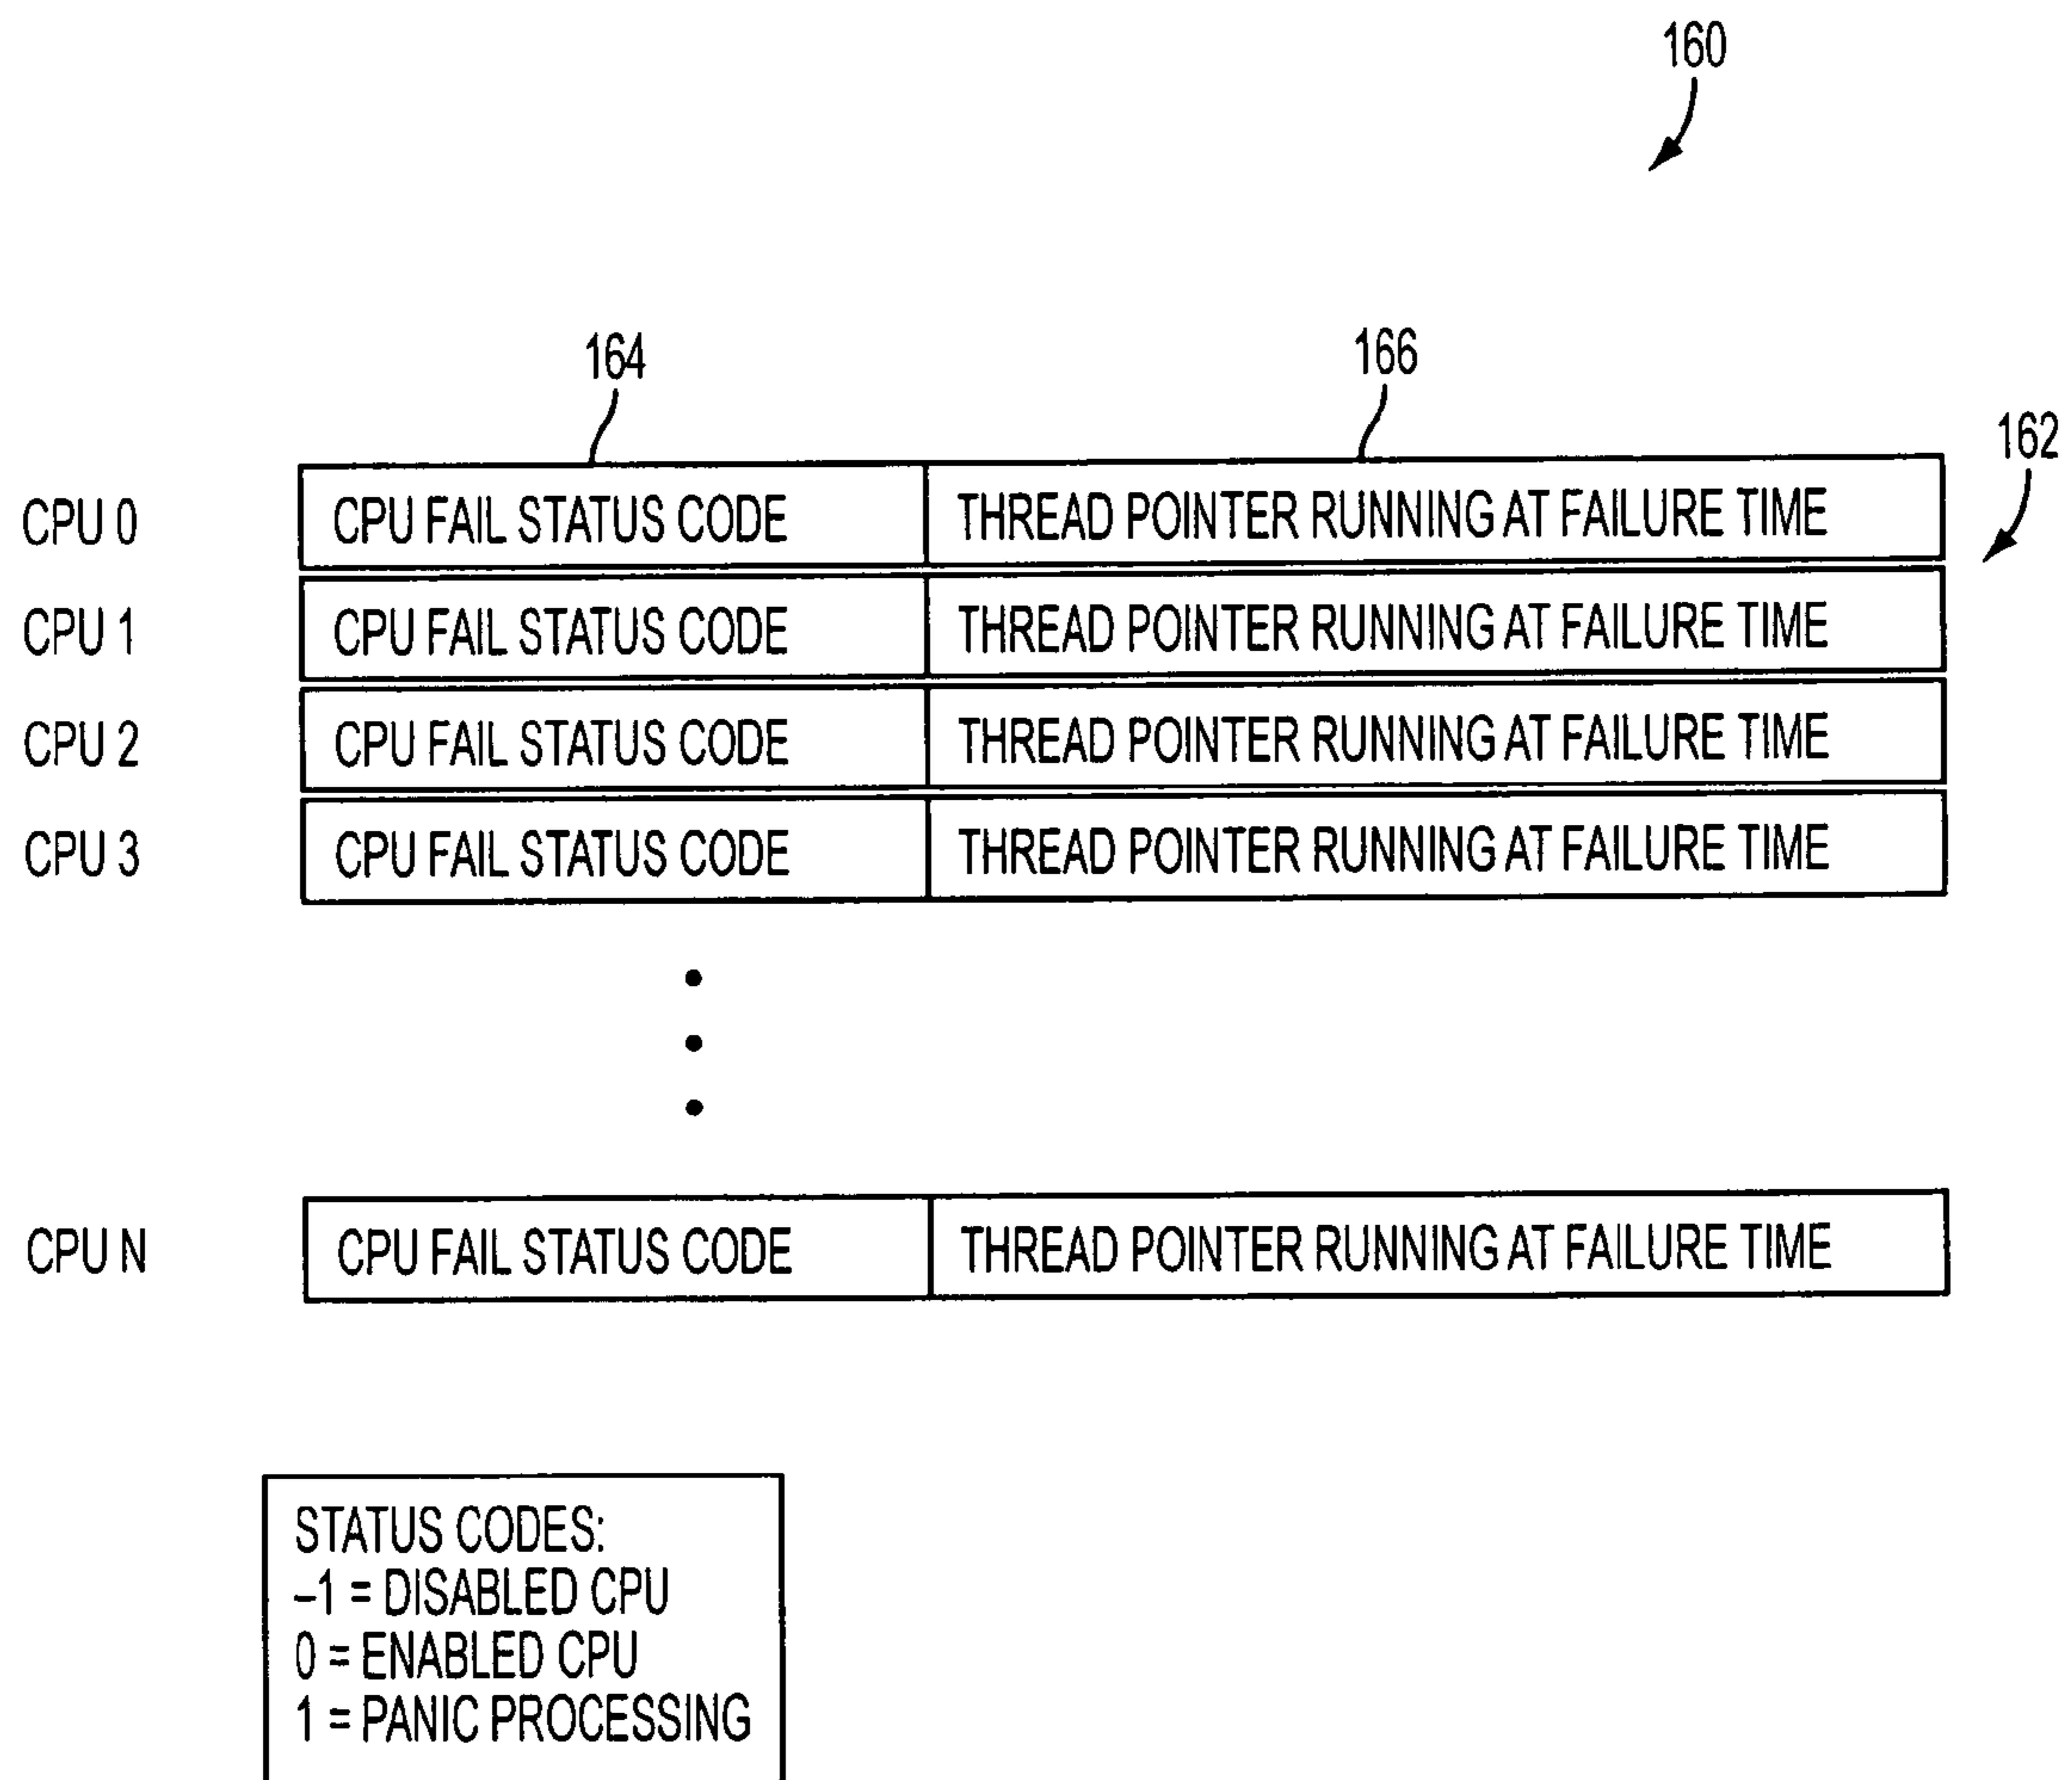 160
164 166
162
CPU 0 CPU FAIL STATUS CODE THREAD POINTER RUNNING AT FAILURE TIME
CPU 1 CPU FAIL STATUS CODE THREAD POINTER RUNNING AT FAILURE TIME
CPU 2 CPU FAIL STATUS CODE THREAD POINTER RUNNING AT FAILURE TIME
CPU 3 CPU FAIL STATUS CODE THREAD POINTER RUNNING AT FAILURE TIME
CPU N CPU FAIL STATUS CODE THREAD POINTER RUNNING AT FAILURE TIME
STATUS CODES:
–1 = DISABLED CPU
0 = ENABLED CPU
1 = PANIC PROCESSING